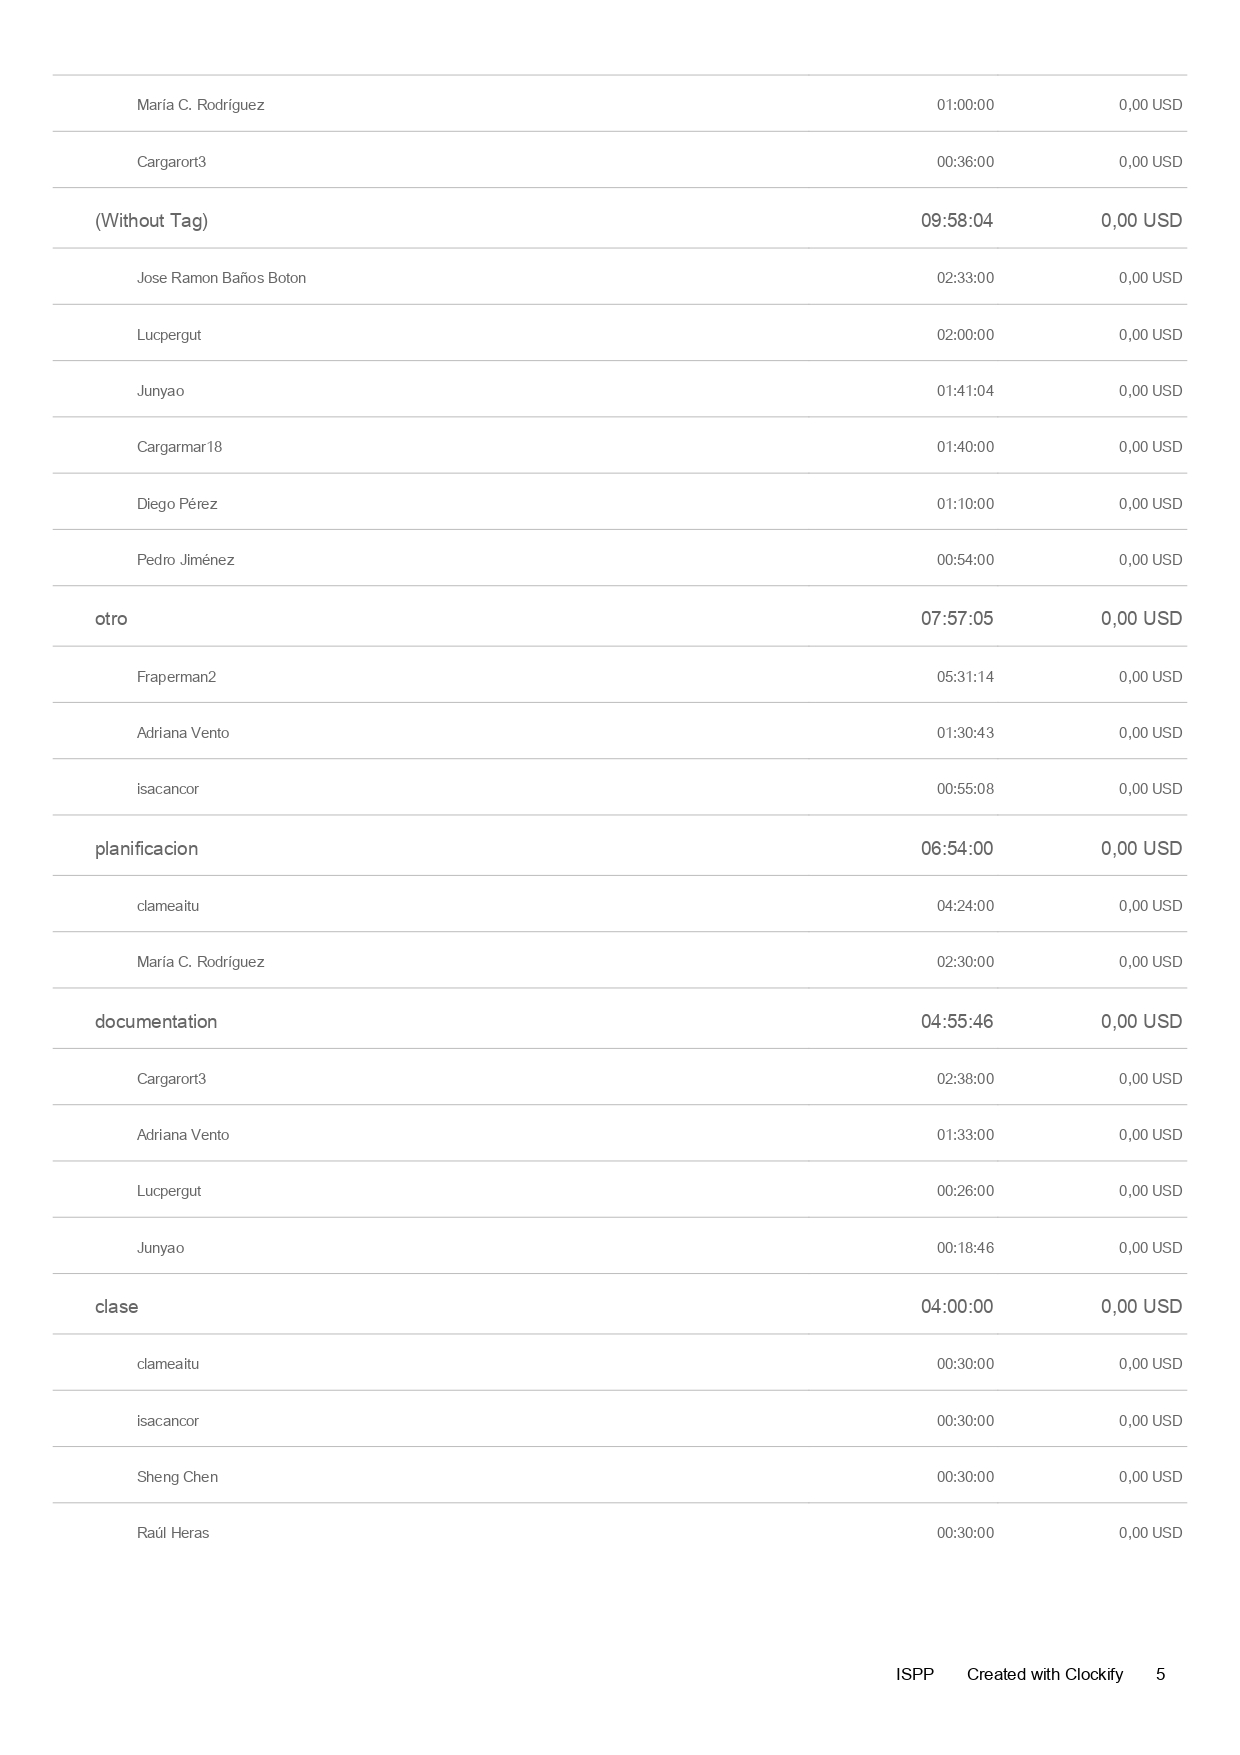 María C. Rodríguez 01:00:00 0,00 USD
Cargarort3 00:36:00 0,00 USD
(Without Tag) 09:58:04 0,00 USD
Jose Ramon Baños Boton 02:33:00 0,00 USD
Lucpergut 02:00:00 0,00 USD
Junyao 01:41:04 0,00 USD
Cargarmar18 01:40:00 0,00 USD
Diego Pérez 01:10:00 0,00 USD
Pedro Jiménez 00:54:00 0,00 USD
otro 07:57:05 0,00 USD
Fraperman2 05:31:14 0,00 USD
Adriana Vento 01:30:43 0,00 USD
isacancor 00:55:08 0,00 USD
planificacion 06:54:00 0,00 USD
clameaitu 04:24:00 0,00 USD
María C. Rodríguez 02:30:00 0,00 USD
documentation 04:55:46 0,00 USD
Cargarort3 02:38:00 0,00 USD
Adriana Vento 01:33:00 0,00 USD
Lucpergut 00:26:00 0,00 USD
Junyao 00:18:46 0,00 USD
clase 04:00:00 0,00 USD
clameaitu 00:30:00 0,00 USD
isacancor 00:30:00 0,00 USD
Sheng Chen 00:30:00 0,00 USD
Raúl Heras 00:30:00 0,00 USD
ISPP Created with Clockify 5